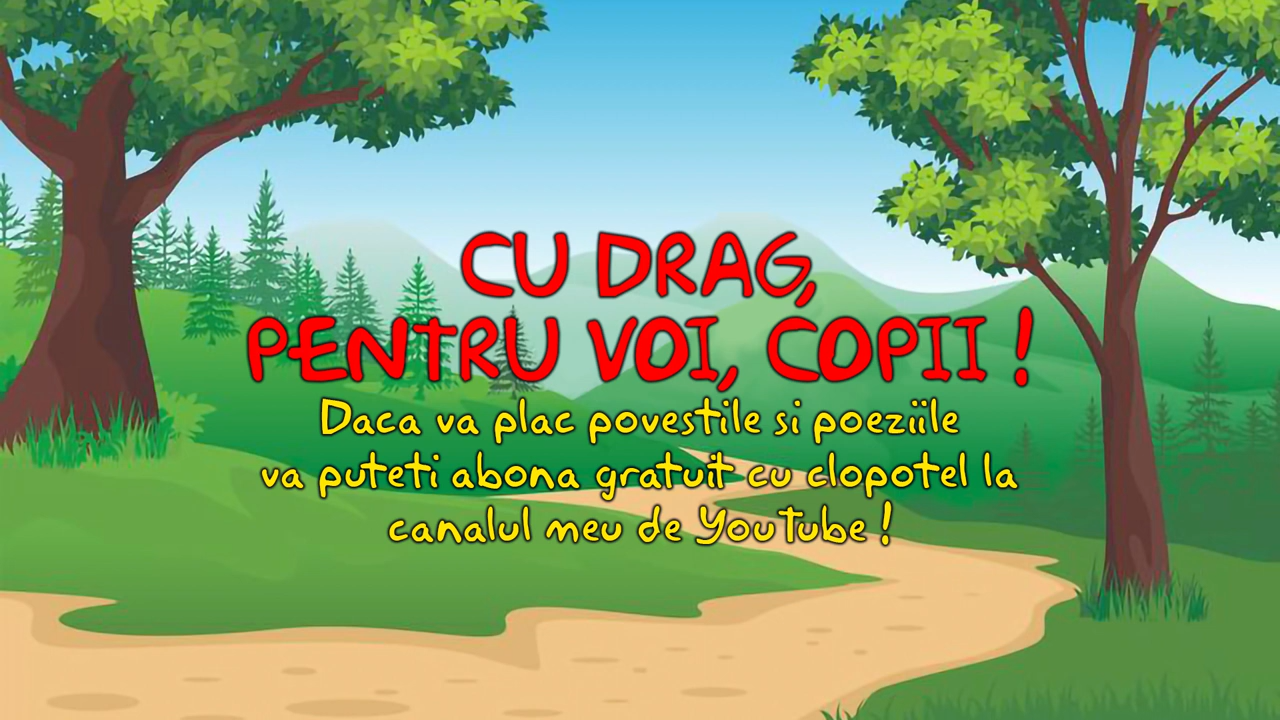 CU DRAG,
PENTRU VOI, COPII !
Daca va plac povestile si poeziile
va puteti abona gratuit cu clopotel la
canalul meu de YouTube !